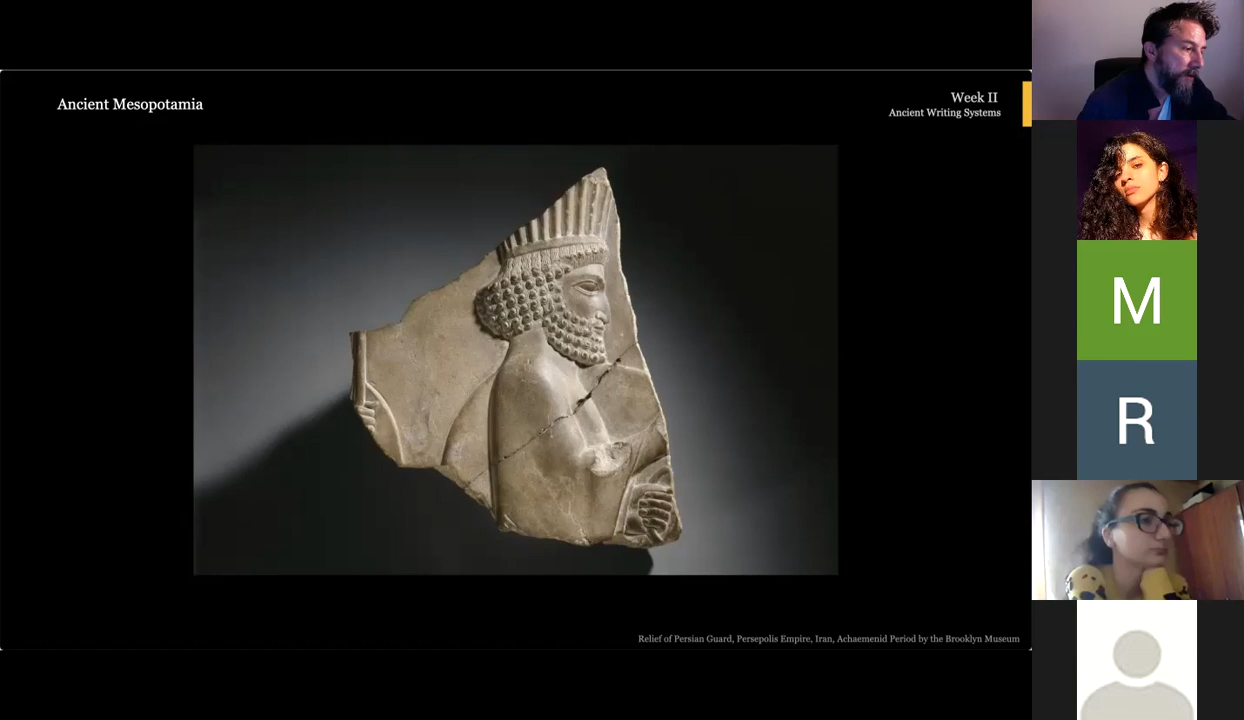 Ancient Mesopotamia
Week II
Ancient Writing Systems
Relief of Persian Guard, Persepolis Empire, Iran, Achaemenid Period by the Brooklyn Museum
M
R